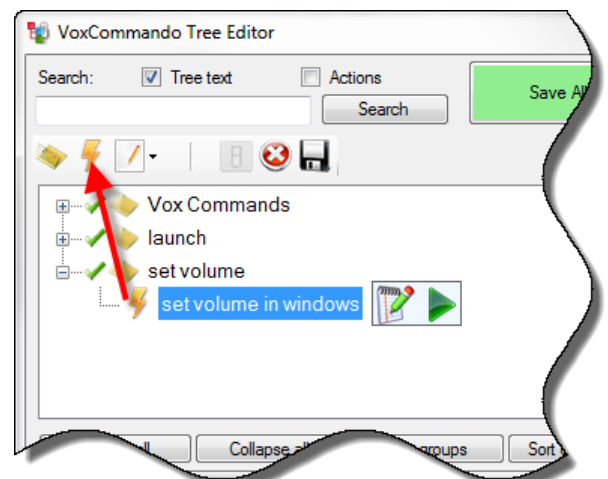 VoxCommando Tree Editor
Search: Tree text Actions
Save Al
Search
Vox Commands
launch
set volume
set volume in windows
Collapse groups Sort